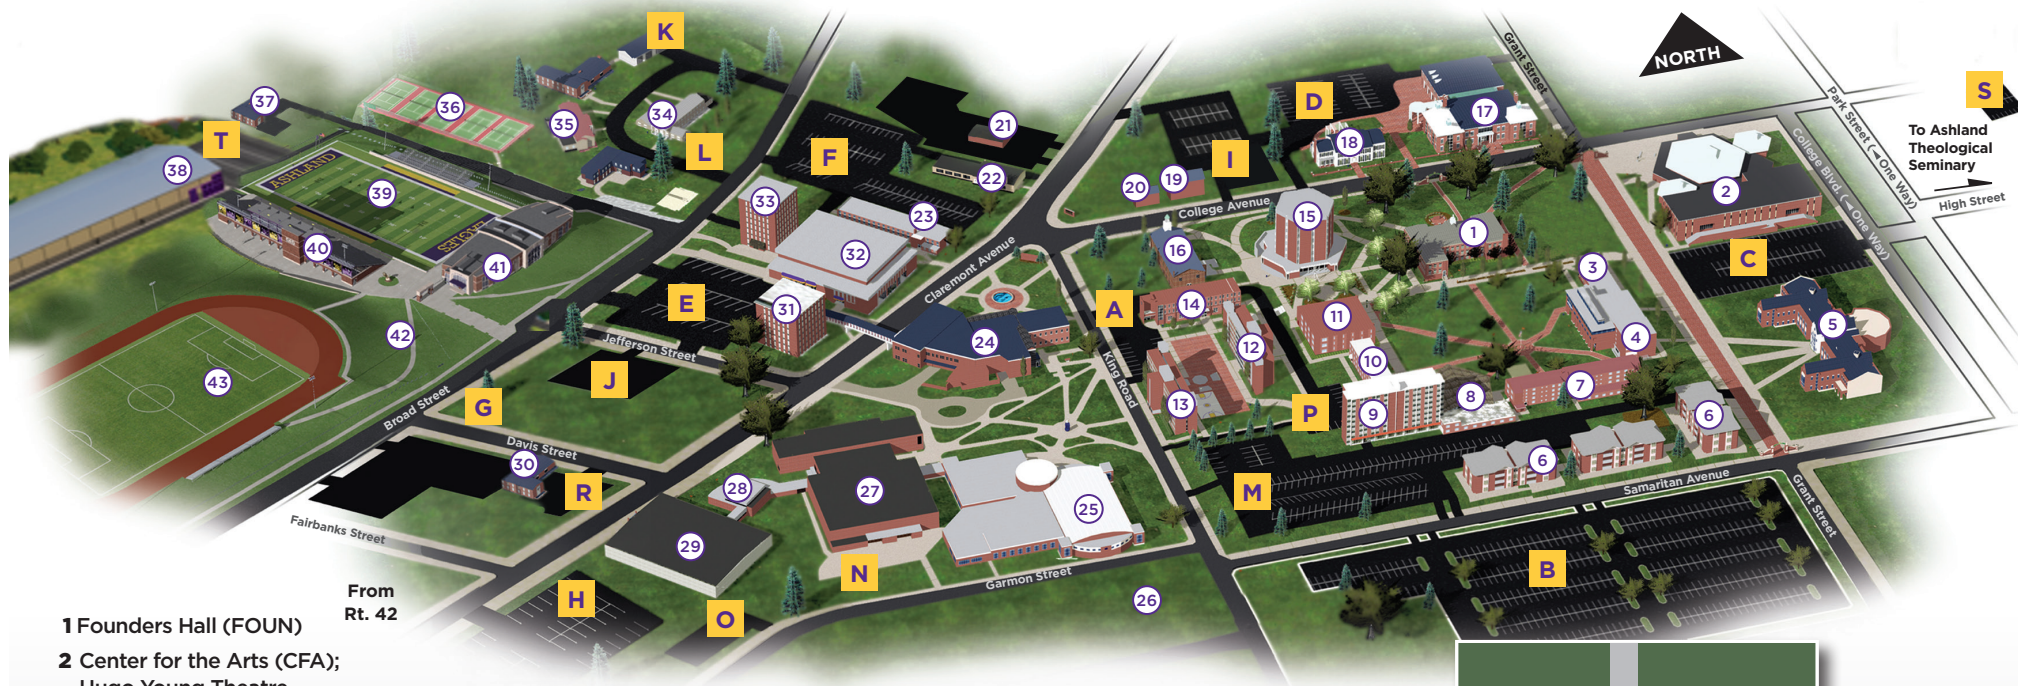 K
NORTH
Grant Street
Park Street (◄One Way)
S
37
36
34
35
L
T
38
ASHLAND
39
EAGLES
40
41
21
F
22
33
23
32
D
17
18
I
19
20
College Avenue
15
16
1
2
College Blvd. (◄One Way)
To Ashland
Theological
Seminary
High Street
C
3
5
4
Claremont Avenue
E
31
24
A
14
11
12
10
King Road
42
43
Jefferson Street
J
G
Broad Street
Davis Street
30
R
Fairbanks Street
13
P
9
8
7
6
6
M
Samaritan Avenue
Grant Street
28
27
25
29
N
Garmon Street
26
B
H
O
From
Rt. 42
1 Founders Hall (FOUN)
2 Center for the Arts (CFA);
Hugo Young Theatre